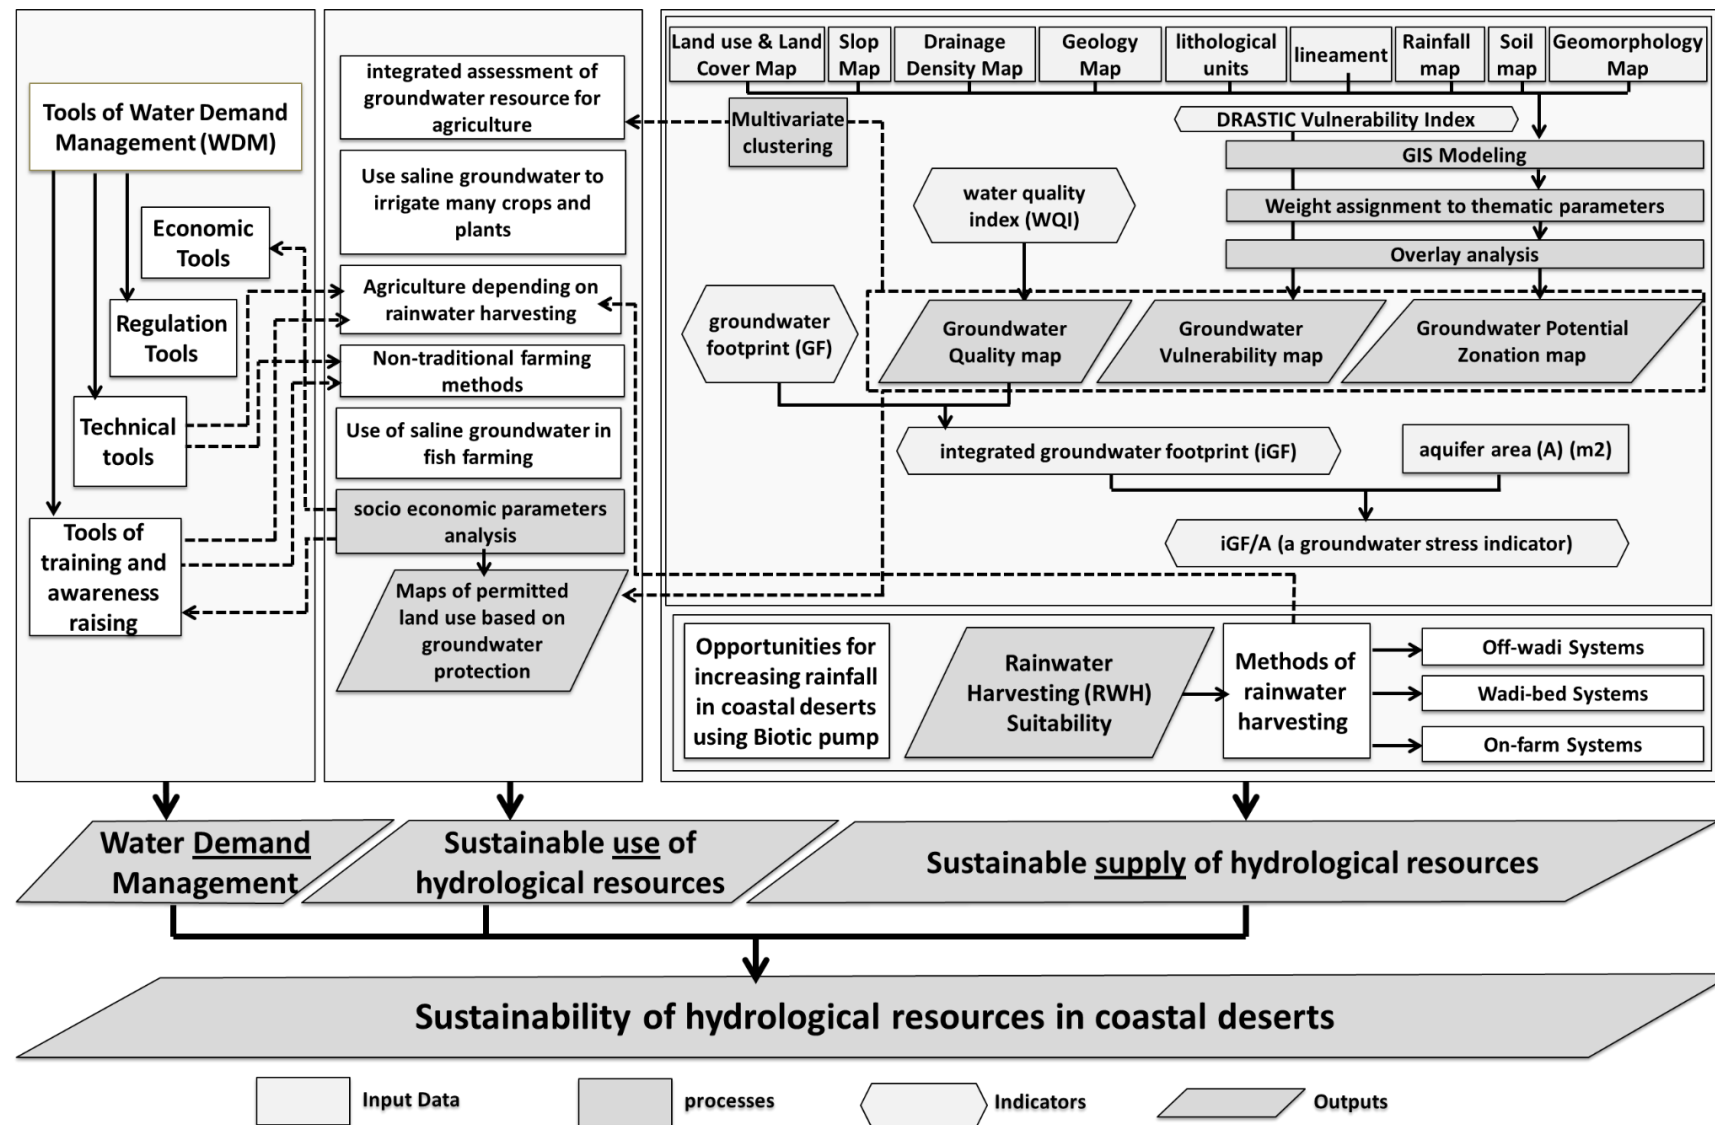 Tools of Water Demand
Management (WDM)
Economic
Tools
Regulation
Tools
Technical
tools
Tools of
training and
awareness
raising
integrated assessment of
groundwater resource for
agriculture
Use saline groundwater to
irrigate many crops and
plants
Agriculture depending on
rainwater harvesting
Non-traditional farming
methods
Use of saline groundwater in
fish farming
socio economic parameters
analysis
Maps of permitted
land use based on
groundwater
protection
Land use & Land
Cover Map
Slop
Map
Drainage
Density Map
Geology
Map
lithological
units
lineament
Rainfall
map
Soil
map
Geomorphology
Map
Multivariate
clustering
DRASTIC Vulnerability Index
GIS Modeling
water quality
index (WQI)
Weight assignment to thematic parameters
Overlay analysis
groundwater
footprint (GF)
Groundwater
Quality map
Groundwater
Vulnerability map
Groundwater Potential
Zonation map
integrated groundwater footprint (iGF)
aquifer area (A) (m2)
iGF/A (a groundwater stress indicator)
Opportunities for
increasing rainfall
in coastal deserts
using Biotic pump
Rainwater
Harvesting (RWH)
Suitability
Methods of
rainwater
harvesting
Off-wadi Systems
Wadi-bed Systems
On-farm Systems
Water Demand
Management
Sustainable use of
hydrological resources
Sustainable supply of hydrological resources
Sustainability of hydrological resources in coastal deserts
Input Data
processes
Indicators
Outputs